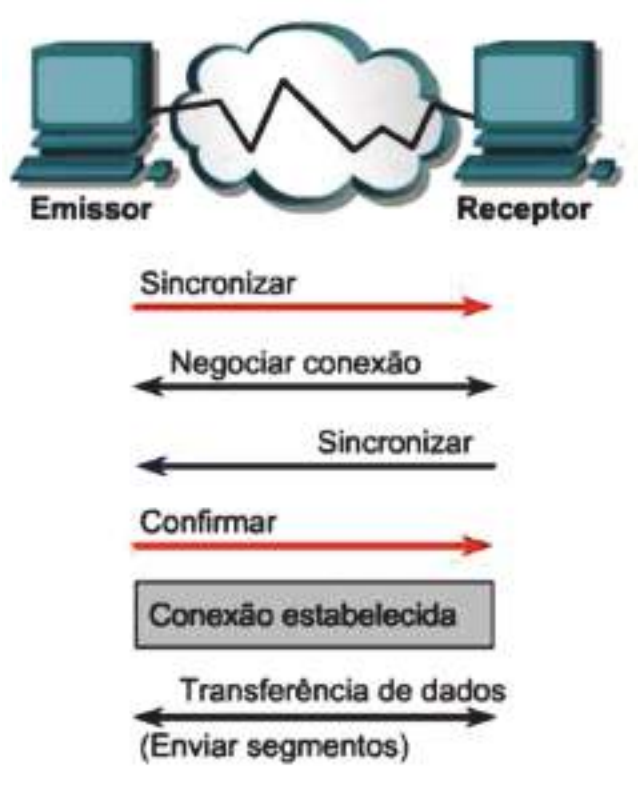 Emissor
Receptor
Sincronizar
Negociar conexão
Sincronizar
Confirmar
Conexão estabelecida
Transferência de dados
(Enviar segmentos)